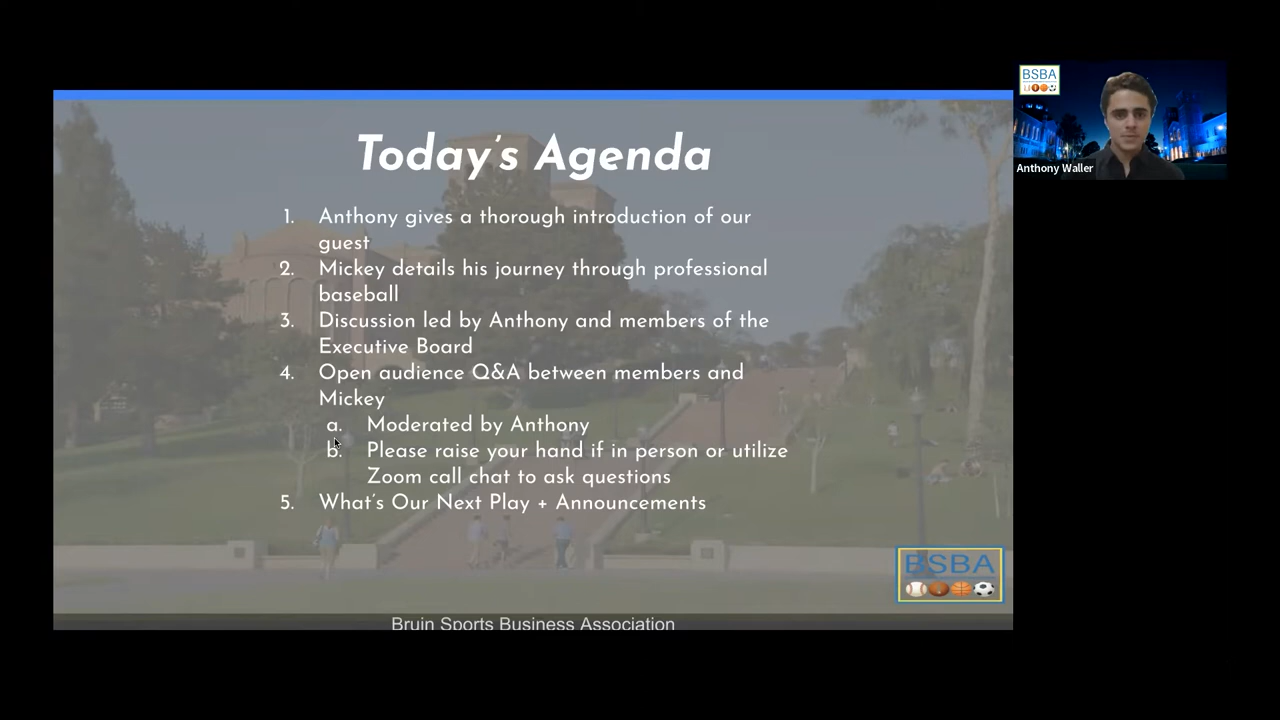 Today's Agenda
1. Anthony gives a thorough introduction of our
guest
2. Mickey details his journey through professional
baseball
3. Discussion led by Anthony and members of the
Executive Board
4. Open audience Q&A between members and
Mickey
a. Moderated by Anthony
b. Please raise your hand if in person or utilize
Zoom call chat to ask questions
5. What's Our Next Play + Announcements
BSBA
Bruin Sports Business Association
BSBA
Anthony Waller